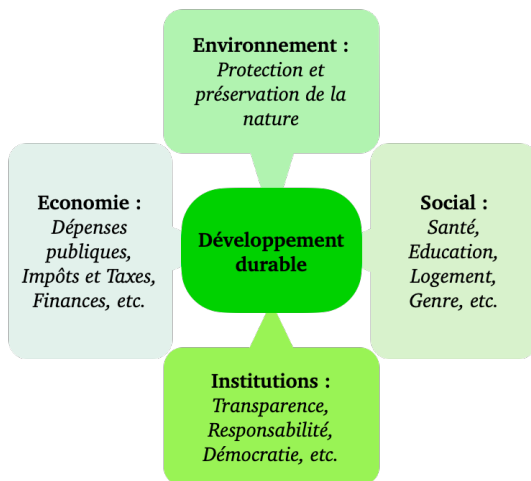 Environnement :
Protection et
préservation de la
nature
Economie :
Dépenses
publiques,
Impôts et Taxes,
Finances, etc.
Développement
durable
Social :
Santé,
Education,
Logement,
Genre, etc.
Institutions :
Transparence,
Responsabilité,
Démocratie, etc.